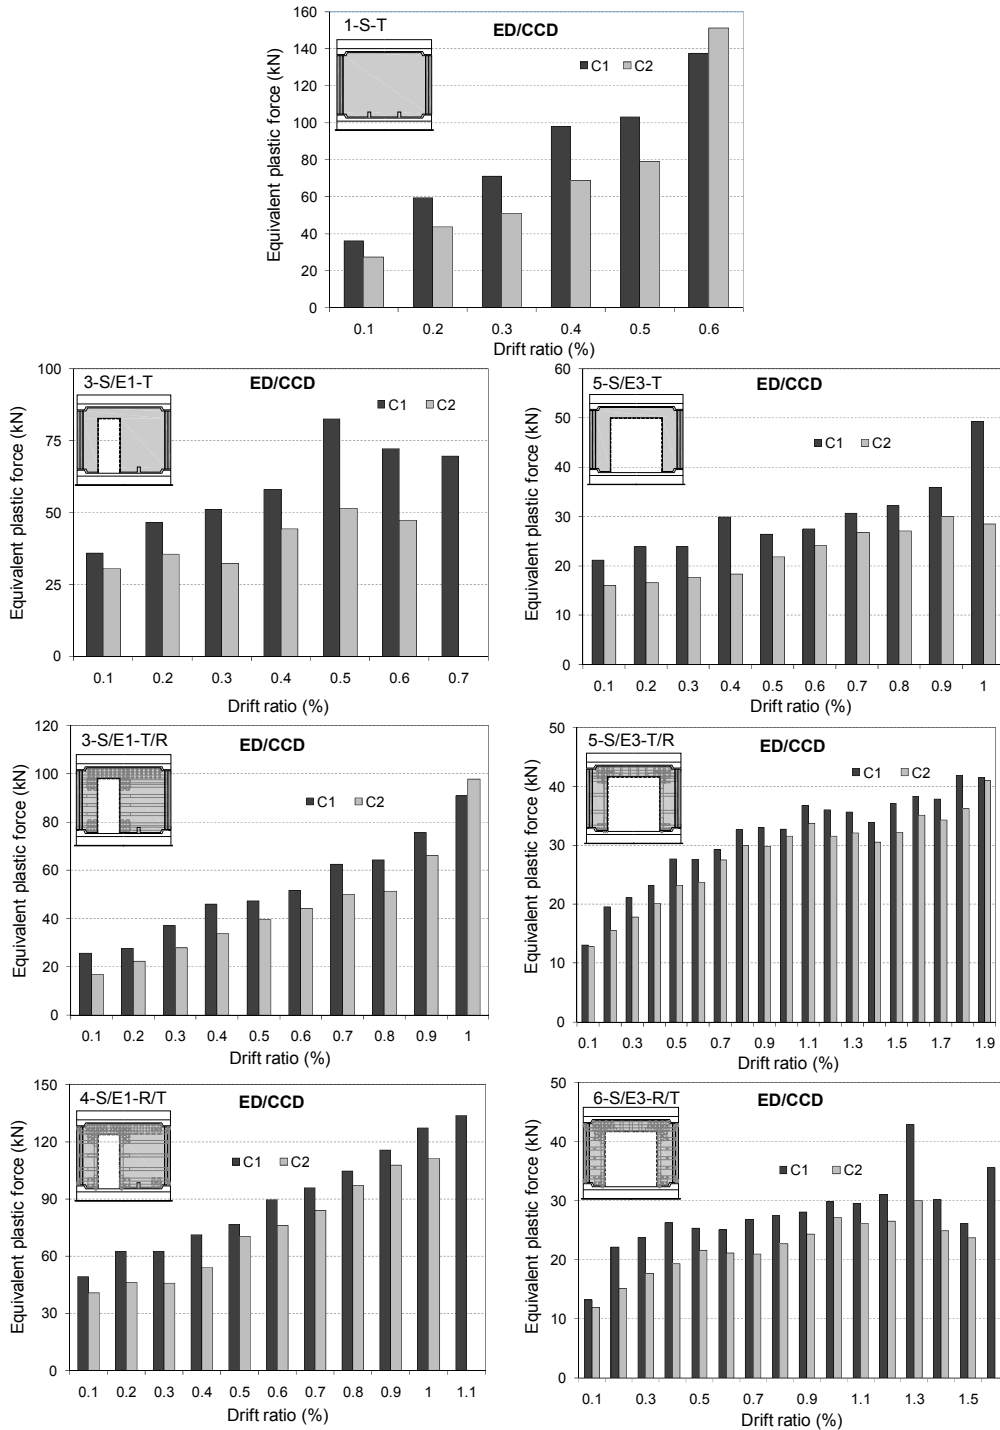 1-S-T
ED/CCD
C1 C2
Equivalent plastic force (kN)
160
140
120
100
80
60
40
20
0
0.1 0.2 0.3 0.4 0.5 0.6
Drift ratio (%)
3-S/E1-T
ED/CCD
C1 C2
Equivalent plastic force (kN)
100
75
50
25
0
0.1 0.2 0.3 0.4 0.5 0.6 0.7
Drift ratio (%)
5-S/E3-T
ED/CCD
C1 C2
Equivalent plastic force (kN)
60
50
40
30
20
10
0
0.1 0.2 0.3 0.4 0.5 0.6 0.7 0.8 0.9 1
Drift ratio (%)
3-S/E1-T/R
ED/CCD
C1 C2
Equivalent plastic force (kN)
120
100
80
60
40
20
0
0.1 0.2 0.3 0.4 0.5 0.6 0.7 0.8 0.9 1
Drift ratio (%)
5-S/E3-T/R
ED/CCD
C1 C2
Equivalent plastic force (kN)
50
40
30
20
10
0
0.1 0.3 0.5 0.7 0.9 1.1 1.3 1.5 1.7 1.9
Drift ratio (%)
4-S/E1-R/T
ED/CCD
C1 C2
Equivalent plastic force (kN)
150
120
90
60
30
0
0.1 0.2 0.3 0.4 0.5 0.6 0.7 0.8 0.9 1 1.1
Drift ratio (%)
6-S/E3-R/T
ED/CCD
C1 C2
Equivalent plastic force (kN)
50
40
30
20
10
0
0.1 0.3 0.5 0.7 0.9 1.1 1.3 1.5
Drift ratio (%)